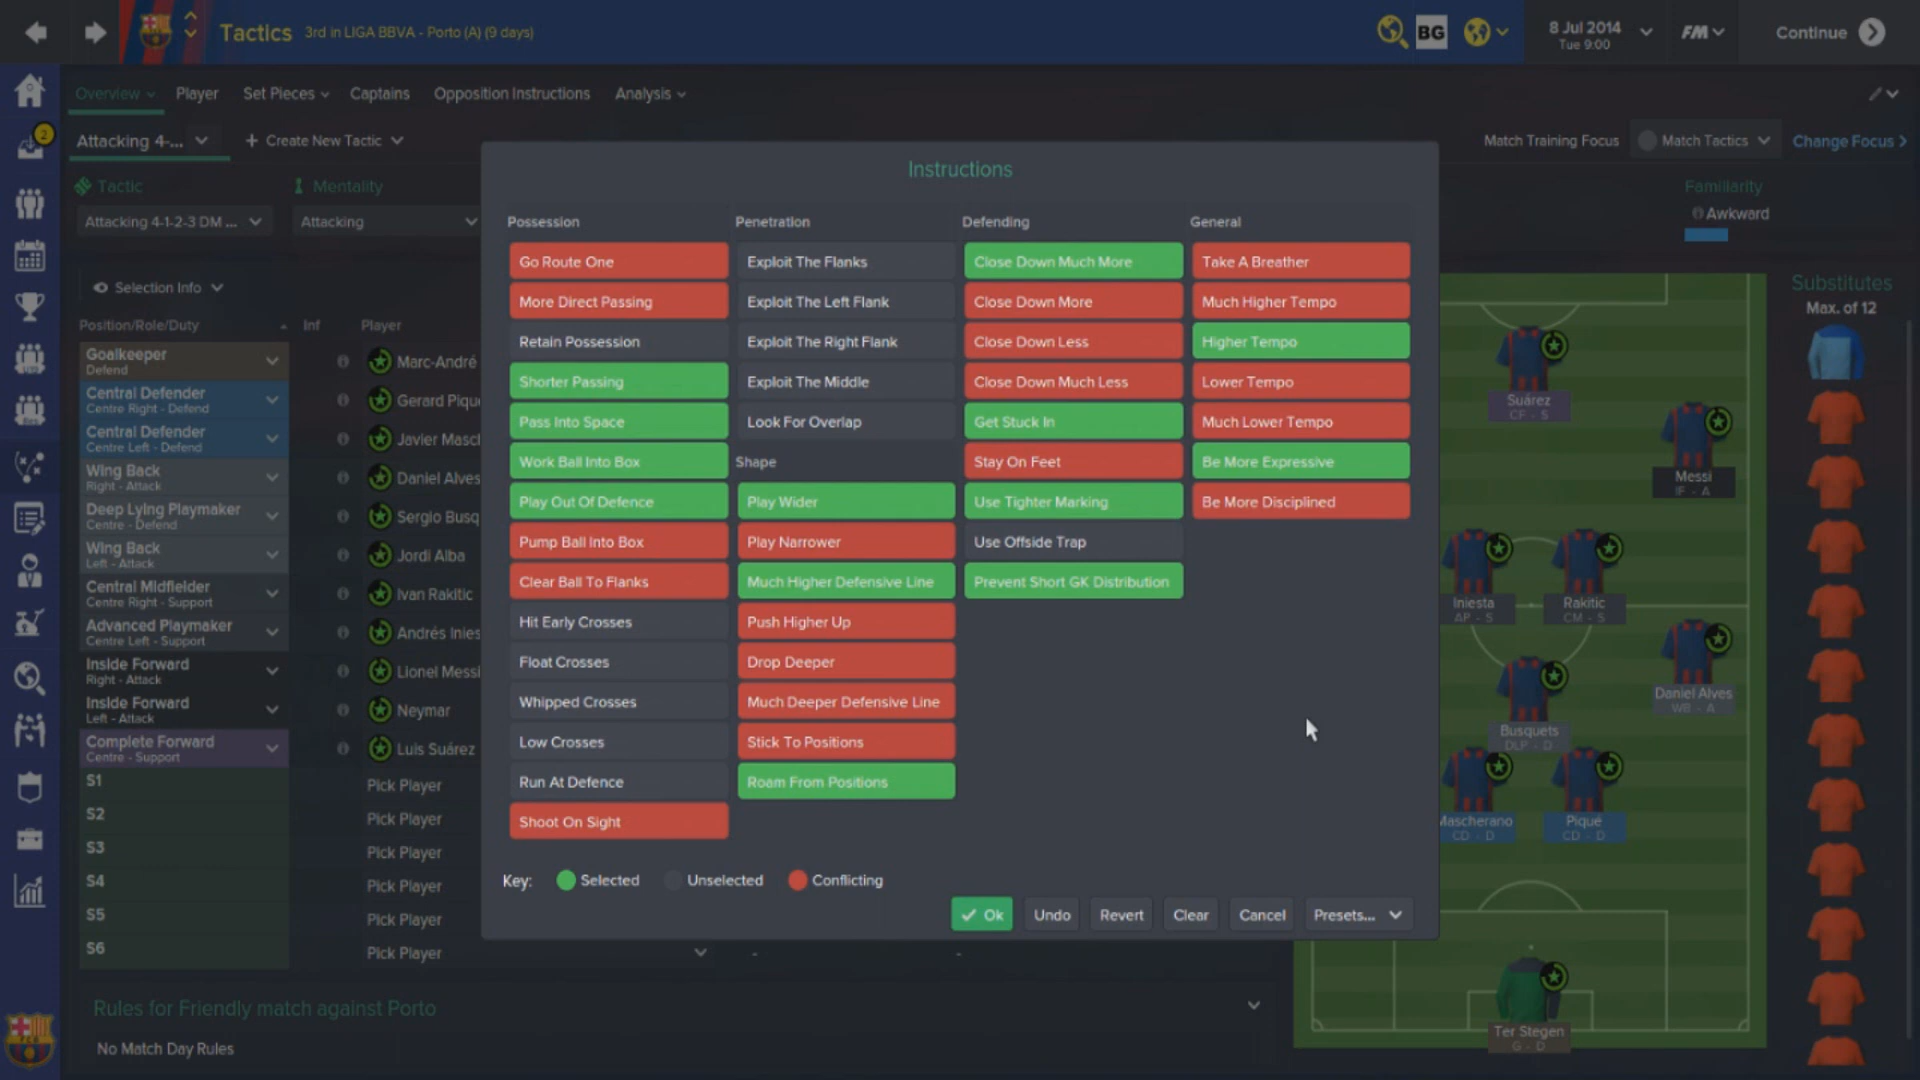 Tactics
3rd in LIGA BBVA - Porto (A) (9 days)
BG
8 Jul 2014
Tue 9:00
FM
Continue
Overview
Player
Set Pieces
Captains
Opposition Instructions
Analysis
2
Attacking 4-...
+ Create New Tactic
Match Training Focus
Match Tactics
Change Focus
Tactic
Mentality
Familiarity
Attacking 4-1-2-3 DM ...
Attacking
Awkward
Selection Info
Position/Role/Duty
Inf
Player
Goalkeeper
Defend
Marc-André
Central Defender
Centre Right - Defend
Gerard Piqu
Central Defender
Centre Left - Defend
Javier Masc
Wing Back
Right - Attack
Daniel Alves
Deep Lying Playmaker
Centre - Defend
Sergio Busq
Wing Back
Left - Attack
Jordi Alba
Central Midfielder
Centre Right - Support
Ivan Rakitic
Advanced Playmaker
Centre Left - Support
Andrés Inies
Inside Forward
Right - Attack
Lionel Messi
Inside Forward
Left - Attack
Neymar
Complete Forward
Centre - Support
Luis Suárez
S1
Pick Player
S2
Pick Player
S3
Pick Player
S4
Pick Player
S5
Pick Player
S6
Pick Player
-
-
Rules for Friendly match against Porto
No Match Day Rules
Instructions
Possession
Go Route One
More Direct Passing
Retain Possession
Shorter Passing
Pass Into Space
Work Ball Into Box
Play Out Of Defence
Pump Ball Into Box
Clear Ball To Flanks
Hit Early Crosses
Float Crosses
Whipped Crosses
Low Crosses
Run At Defence
Shoot On Sight
Penetration
Exploit The Flanks
Exploit The Left Flank
Exploit The Right Flank
Exploit The Middle
Look For Overlap
Shape
Play Wider
Play Narrower
Much Higher Defensive Line
Push Higher Up
Drop Deeper
Much Deeper Defensive Line
Stick To Positions
Roam From Positions
Defending
Close Down Much More
Close Down More
Close Down Less
Close Down Much Less
Get Stuck In
Stay On Feet
Use Tighter Marking
Use Offside Trap
Prevent Short GK Distribution
General
Take A Breather
Much Higher Tempo
Higher Tempo
Lower Tempo
Much Lower Tempo
Be More Expressive
Be More Disciplined
Key:
Selected
Unselected
Conflicting
Ok
Undo
Revert
Clear
Cancel
Presets...
Substitutes
Max. of 12
Suárez
CF - S
Messi
IF - A
Iniesta
AP - S
Rakitic
CM - S
Daniel Alves
WB - A
Busquets
DLP - D
Mascherano
CD - D
Piqué
CD - D
Ter Stegen
G - D